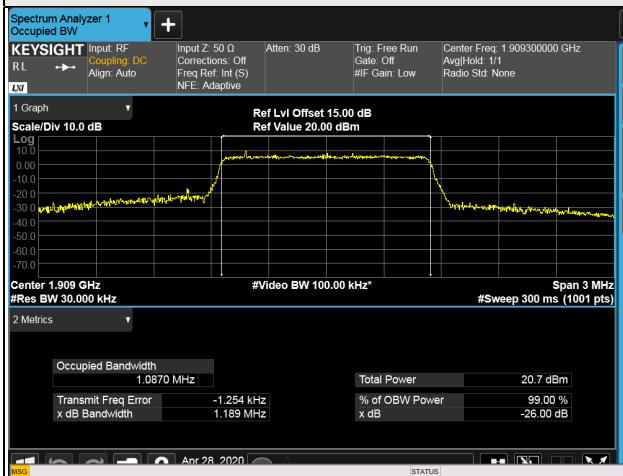 Spectrum Analyzer 1
Occupied BW
+
KEYSIGHT Input: RF Input Z: 50 Ω Atten: 30 dB Trig: Free Run Center Freq: 1.909300000 GHz
RL Coupling: DC Corrections: Off Gate: Off Avg|Hold: 1/1
Align: Auto Freq Ref: Int (S) #IF Gain: Low Radio Std: None
LXI NFE: Adaptive
1 Graph
Ref Lvl Offset 15.00 dB
Scale/Div 10.0 dB Ref Value 20.00 dBm
Log
10.0
0.00
-10.0
-20.0
-30.0
-40.0
-50.0
-60.0
-70.0
Center 1.909 GHz #Video BW 100.00 kHz* Span 3 MHz
#Res BW 30.000 kHz #Sweep 300 ms (1001 pts)
2 Metrics
Occupied Bandwidth
1.0870 MHz Total Power 20.7 dBm
Transmit Freq Error -1.254 kHz % of OBW Power 99.00 %
x dB Bandwidth 1.189 MHz x dB -26.00 dB
Apr 28, 2020
MSG STATUS